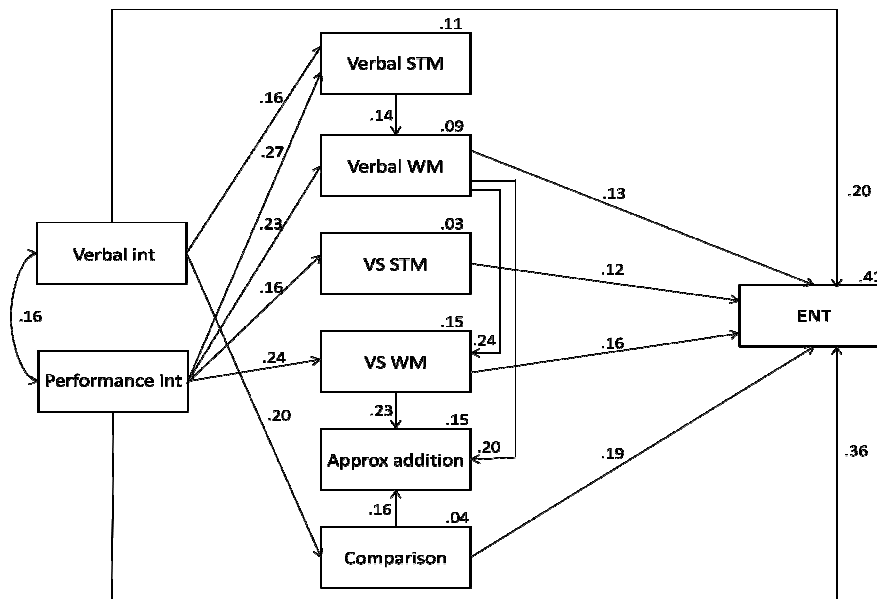 .11
Verbal STM
.16
.14
.09
.27
Verbal WM
.13
.20
.23
.03
Verbal int
VS STM
.12
.16
.41
ENT
.16
.15
.24
.16
.24
VS WM
Performance int
.23
.15
.20
Approx addition
.20
.19
.36
.16
.04
Comparison